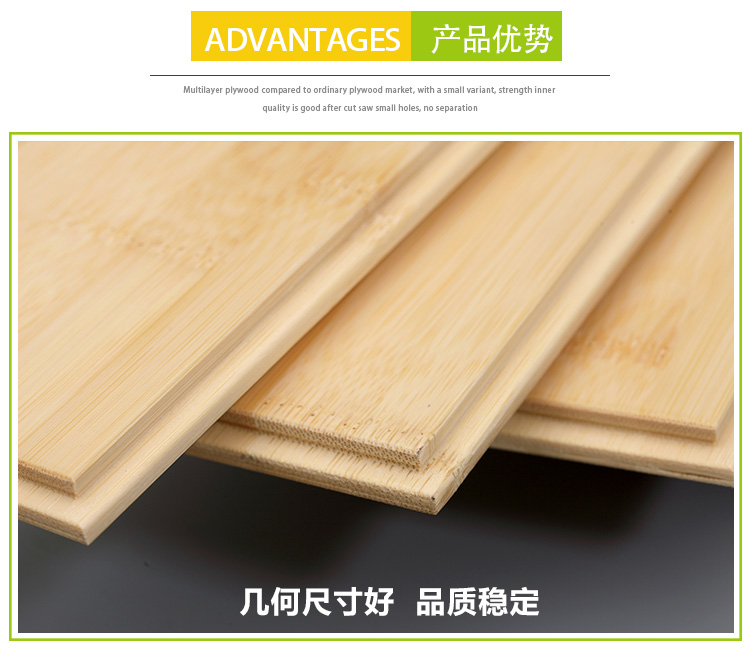 ADVANTAGES 产品优势
Multilayer plywood compared to ordinary plywood market, with a small variant, strength inner
quality is good after cut saw small holes, no separation
几何尺寸好 品质稳定